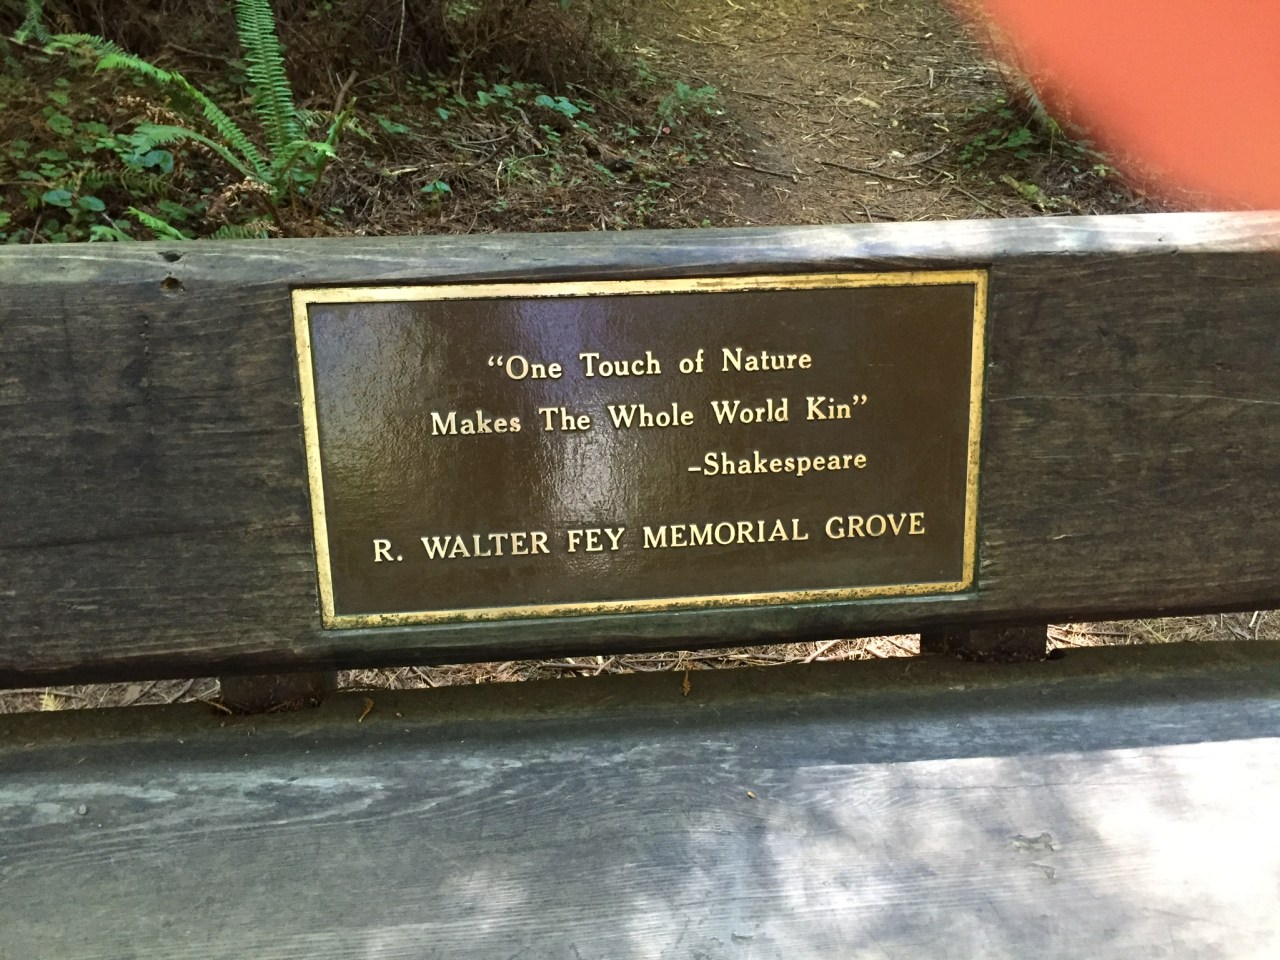 “One Touch of Nature
Makes The Whole World Kin”
–Shakespeare
R. WALTER FEY MEMORIAL GROVE